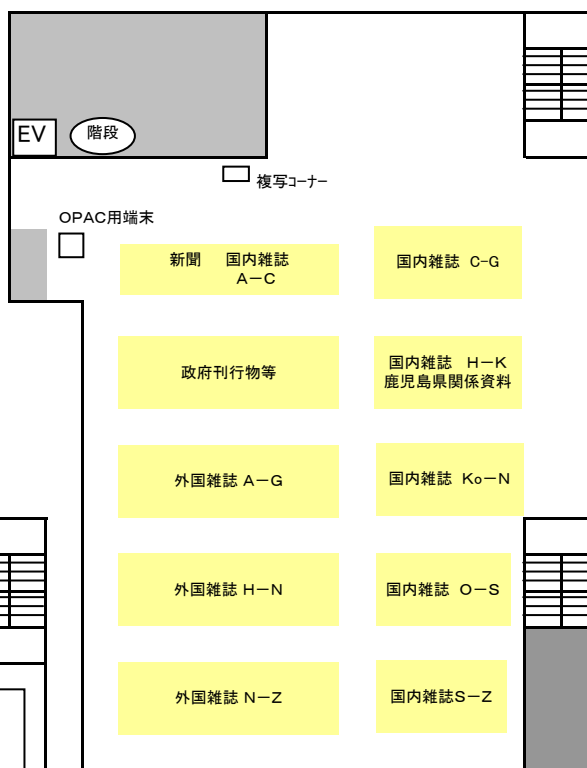 EV
階段
複写コーナー
OPAC用端末
新聞　国内雑誌
A－C
国内雑誌 C-G
政府刊行物等
国内雑誌　H－K
鹿児島県関係資料
外国雑誌 A－G
国内雑誌 Ko－N
外国雑誌 H－N
国内雑誌 O－S
外国雑誌 N－Z
国内雑誌S－Z